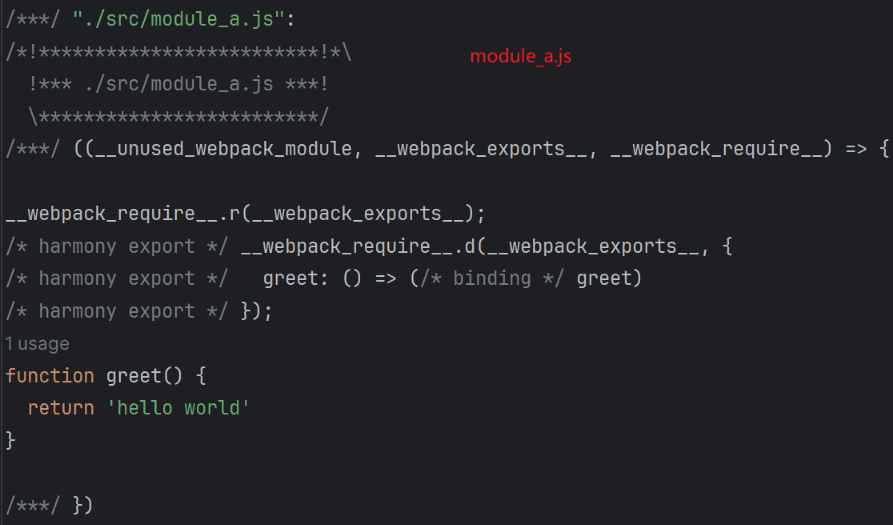 /***/ "./src/module_a.js":
/*!**************************!*\
module_a.js
  !*** ./src/module_a.js ***!
  \**************************/
/***/ ((__unused_webpack_module, __webpack_exports__, __webpack_require__) => {
__webpack_require__.r(__webpack_exports__);
/* harmony export */ __webpack_require__.d(__webpack_exports__, {
/* harmony export */   greet: () => (/* binding */ greet)
/* harmony export */ });
1 usage
function greet() {
  return 'hello world'
}
/***/ })